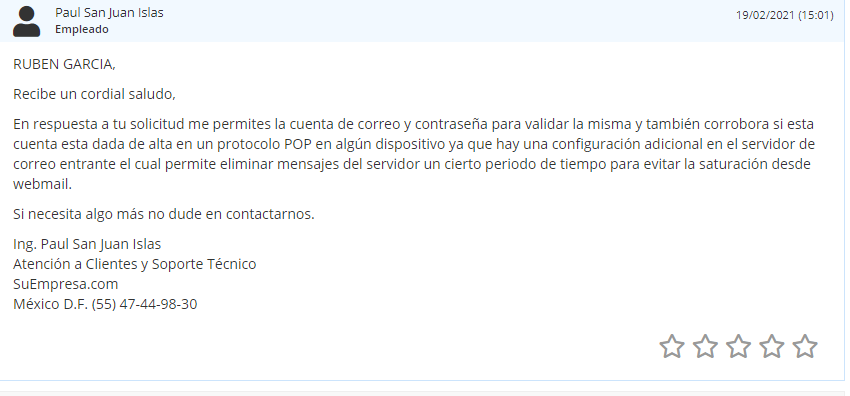 Paul San Juan Islas
19/02/2021 (15:01)
Empleado
RUBEN GARCIA,
Recibe un cordial saludo,
En respuesta a tu solicitud me permites la cuenta de correo y contraseña para validar la misma y también corrobora si esta
cuenta esta dada de alta en un protocolo POP en algún dispositivo ya que hay una configuración adicional en el servidor de
correo entrante el cual permite eliminar mensajes del servidor un cierto periodo de tiempo para evitar la saturación desde
webmail.
Si necesita algo más no dude en contactarnos.
Ing. Paul San Juan Islas
Atención a Clientes y Soporte Técnico
SuEmpresa.com
México D.F. (55) 47-44-98-30